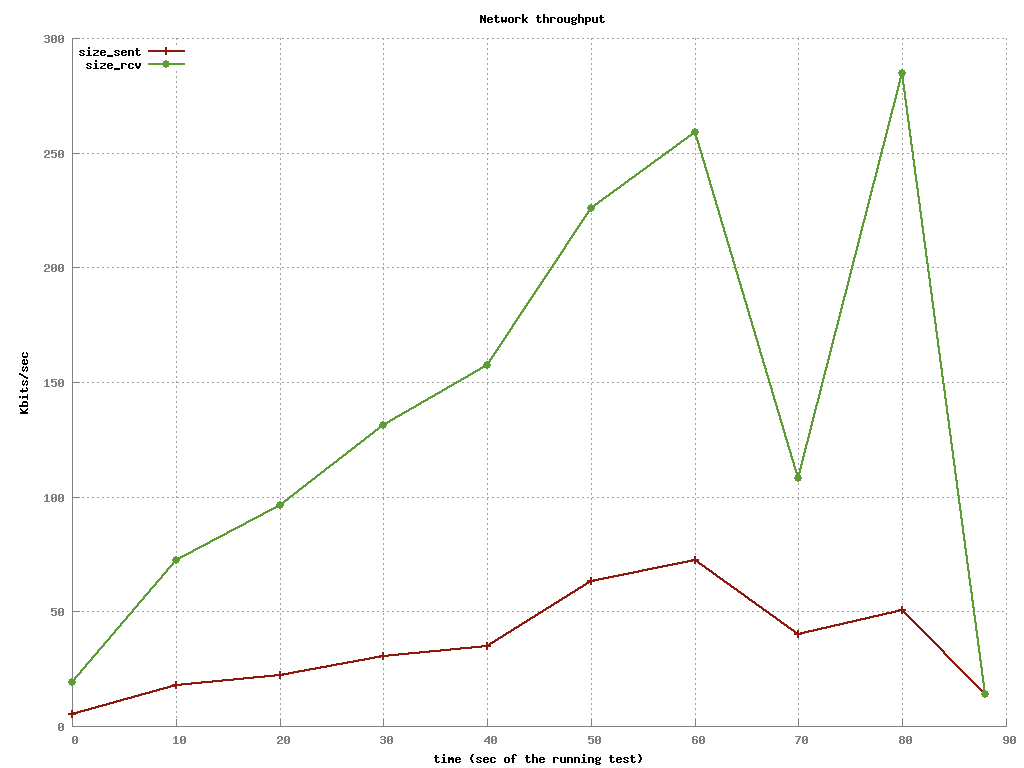 Network throughput
size_sent
size_rcv
300
250
200
150
100
50
0
Kbits/sec
0 10 20 30 40 50 60 70 80 90
time (sec of the running test)